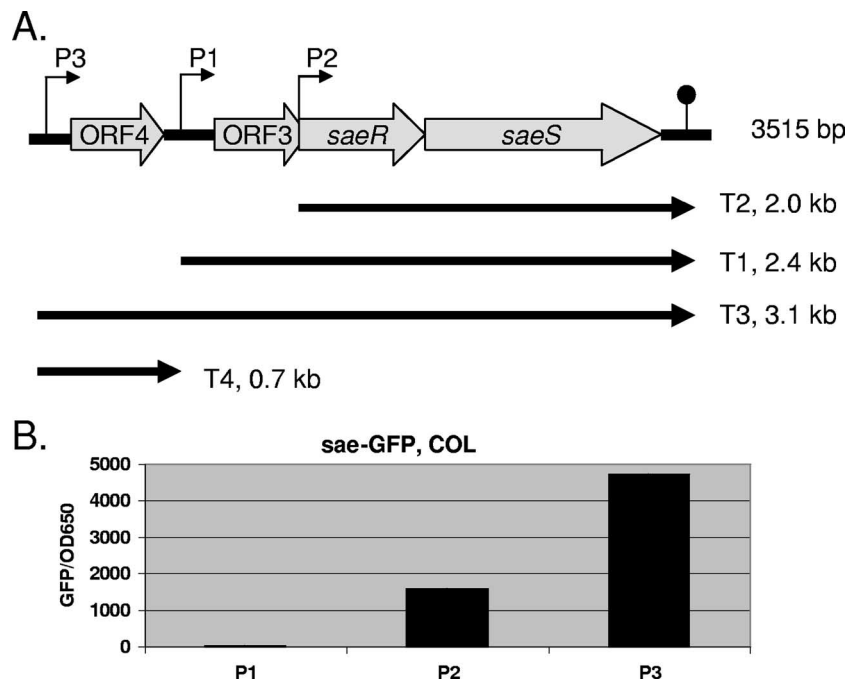 A.
P3 P1 P2
ORF4 ORF3 saeR saeS 3515 bp
T2, 2.0 kb
T1, 2.4 kb
T3, 3.1 kb
T4, 0.7 kb
B.
sae-GFP, COL
GFP/OD650
5000
4000
3000
2000
1000
0
P1 P2 P3